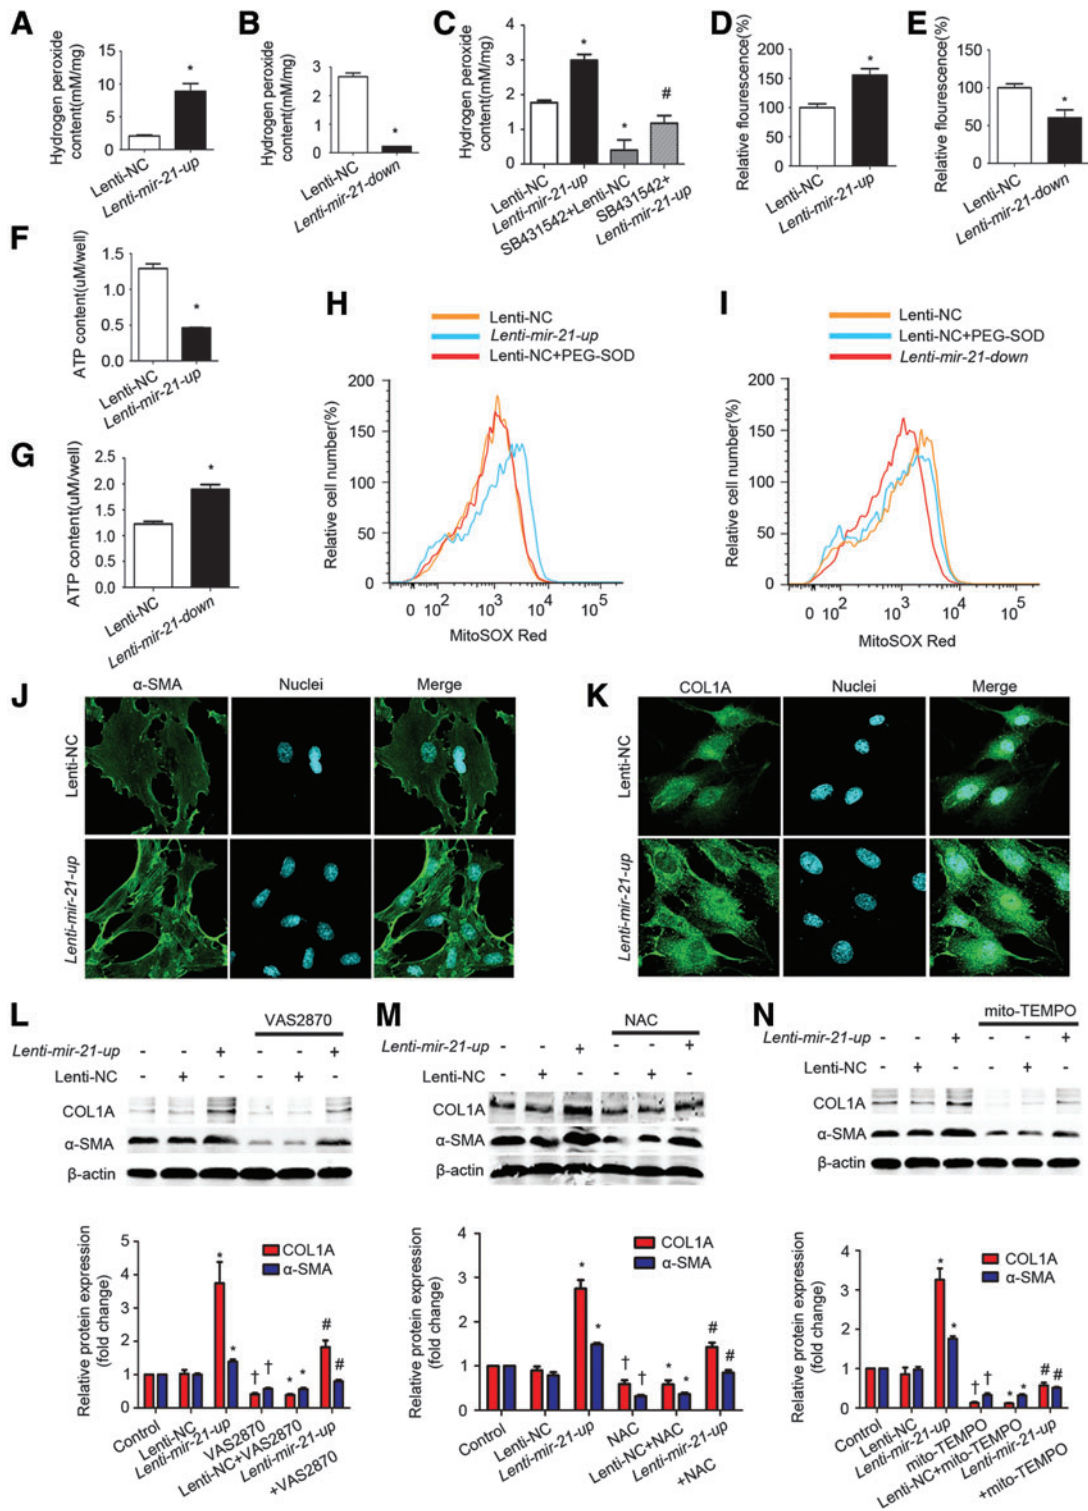 A
Hydrogen peroxide
content(mM/mg)
15
10
5
0
*
Lenti-NC
Lenti-mir-21-up
B
Hydrogen peroxide
content(mM/mg)
3
2
1
0
*
Lenti-NC
Lenti-mir-21-down
C
Hydrogen peroxide
content(mM/mg)
4
3
2
1
0
*
*
#
Lenti-NC
Lenti-mir-21-up
SB431542+Lenti-NC
SB431542+
Lenti-mir-21-up
D
Relative flourescence(%)
200
150
100
50
0
*
Lenti-NC
Lenti-mir-21-up
E
Relative flourescence(%)
150
100
50
0
*
Lenti-NC
Lenti-mir-21-down
F
ATP content(uM/well)
1.5
1.0
0.5
0.0
*
Lenti-NC
Lenti-mir-21-up
G
ATP content(uM/well)
2.5
2.0
1.5
1.0
0.5
0.0
*
Lenti-NC
Lenti-mir-21-down
H
Lenti-NC
Lenti-mir-21-up
Lenti-NC+PEG-SOD
Relative cell number(%)
200
150
100
50
0
0 10² 10³ 10⁴ 10⁵
MitoSOX Red
I
Lenti-NC
Lenti-NC+PEG-SOD
Lenti-mir-21-down
Relative cell number(%)
200
150
100
50
0
0 10² 10³ 10⁴ 10⁵
MitoSOX Red
J
α-SMA Nuclei Merge
Lenti-NC
Lenti-mir-21-up
K
COL1A Nuclei Merge
Lenti-NC
Lenti-mir-21-up
L
VAS2870
Lenti-mir-21-up - - + - - +
Lenti-NC - + - - + -
COL1A
α-SMA
β-actin
Relative protein expression
(fold change)
5
4
3
2
1
0
COL1A
α-SMA
* * † † * * # #
Control
Lenti-NC
Lenti-mir-21-up
VAS2870
Lenti-NC+VAS2870
Lenti-mir-21-up
+VAS2870
M
NAC
Lenti-mir-21-up - - + - - +
Lenti-NC - + - - + -
COL1A
α-SMA
β-actin
Relative protein expression
(fold change)
4
3
2
1
0
COL1A
α-SMA
* * † † * * # #
Control
Lenti-NC
Lenti-mir-21-up
NAC
Lenti-NC+NAC
Lenti-mir-21-up
+NAC
N
mito-TEMPO
Lenti-mir-21-up - - + - - +
Lenti-NC - + - - + -
COL1A
α-SMA
β-actin
Relative protein expression
(fold change)
4
3
2
1
0
COL1A
α-SMA
* * † † * * # #
Control
Lenti-NC
Lenti-mir-21-up
mito-TEMPO
Lenti-NC+mito-TEMPO
Lenti-mir-21-up
+mito-TEMPO